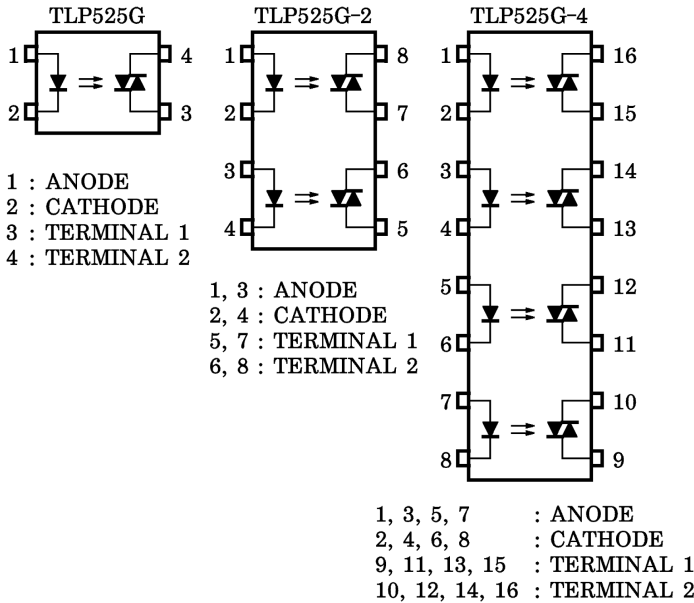 TLP525G
1 4
2 3
1 : ANODE
2 : CATHODE
3 : TERMINAL 1
4 : TERMINAL 2
TLP525G-2
1 8
2 7
3 6
4 5
1, 3 : ANODE
2, 4 : CATHODE
5, 7 : TERMINAL 1
6, 8 : TERMINAL 2
TLP525G-4
1 16
2 15
3 14
4 13
5 12
6 11
7 10
8 9
1, 3, 5, 7 : ANODE
2, 4, 6, 8 : CATHODE
9, 11, 13, 15 : TERMINAL 1
10, 12, 14, 16 : TERMINAL 2